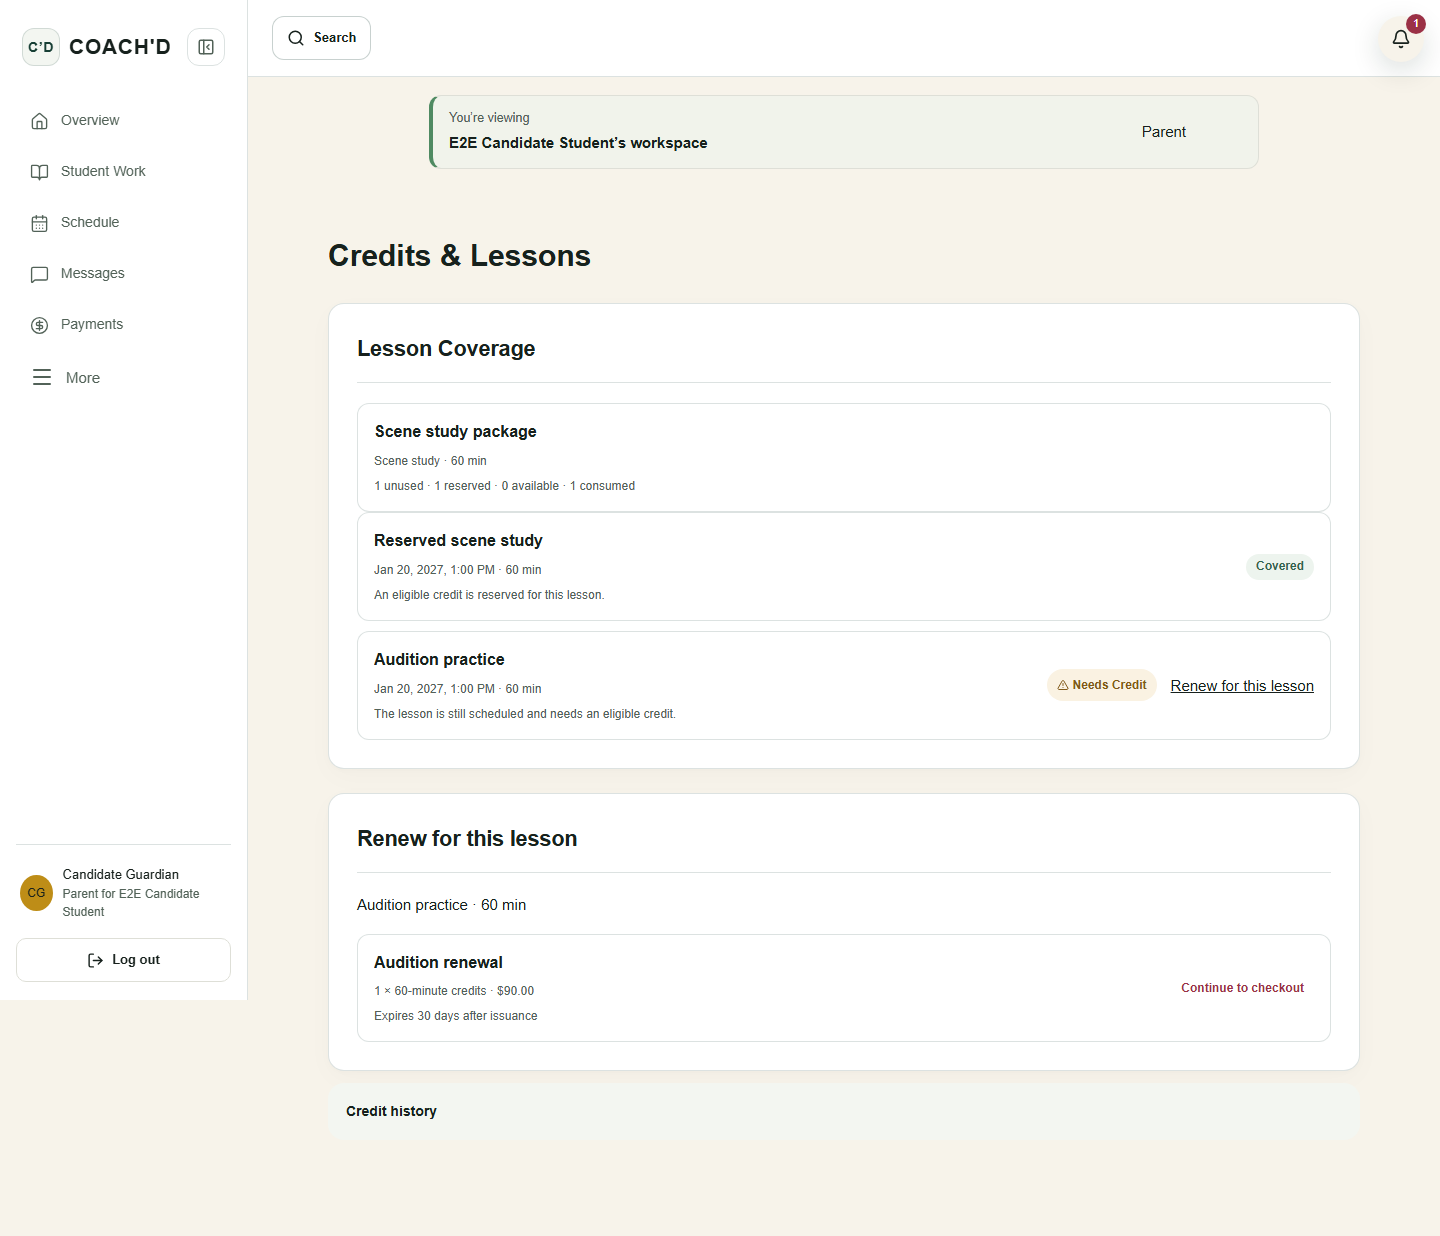 C'D COACH'D
Search
1
Overview
Student Work
Schedule
Messages
Payments
More
Candidate Guardian
CG
Parent for E2E Candidate
Student
Log out
You're viewing
E2E Candidate Student's workspace
Parent
Credits & Lessons
Lesson Coverage
Scene study package
Scene study · 60 min
1 unused · 1 reserved · 0 available · 1 consumed
Reserved scene study
Jan 20, 2027, 1:00 PM · 60 min
An eligible credit is reserved for this lesson.
Covered
Audition practice
Jan 20, 2027, 1:00 PM · 60 min
The lesson is still scheduled and needs an eligible credit.
Needs Credit
Renew for this lesson
Renew for this lesson
Audition practice · 60 min
Audition renewal
1 × 60-minute credits · $90.00
Expires 30 days after issuance
Continue to checkout
Credit history